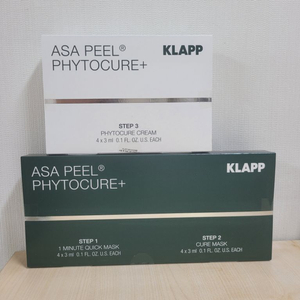 ASA PEEL® KLAPP
PHYTOCURE+
STEP 3
PHYTOCURE CREAM
4 x 3 ml 0.1 FL. OZ. U.S. EACH
ASA PEEL® KLAPP
PHYTOCURE+
STEP 1 STEP 2
1 MINUTE QUICK MASK CURE MASK
4 x 3 ml 0.1 FL. OZ. U.S. EACH 4 x 3 ml 0.1 FL. OZ. U.S. EACH